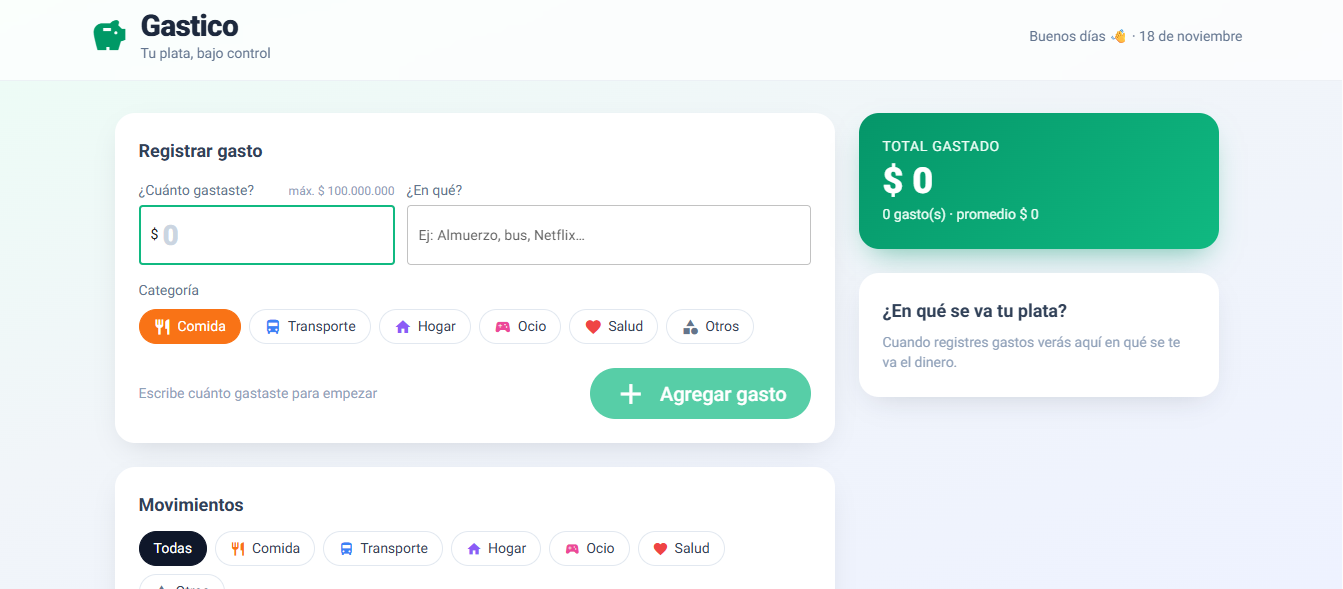 Gastico
Tu plata, bajo control
Buenos días 👋 · 18 de noviembre
Registrar gasto
¿Cuánto gastaste? máx. $ 100.000.000
$ 0
¿En qué?
Ej: Almuerzo, bus, Netflix…
Categoría
Comida Transporte Hogar Ocio Salud Otros
Escribe cuánto gastaste para empezar
Agregar gasto
TOTAL GASTADO
$ 0
0 gasto(s) · promedio $ 0
¿En qué se va tu plata?
Cuando registres gastos verás aquí en qué se te
va el dinero.
Movimientos
Todas Comida Transporte Hogar Ocio Salud
Otros